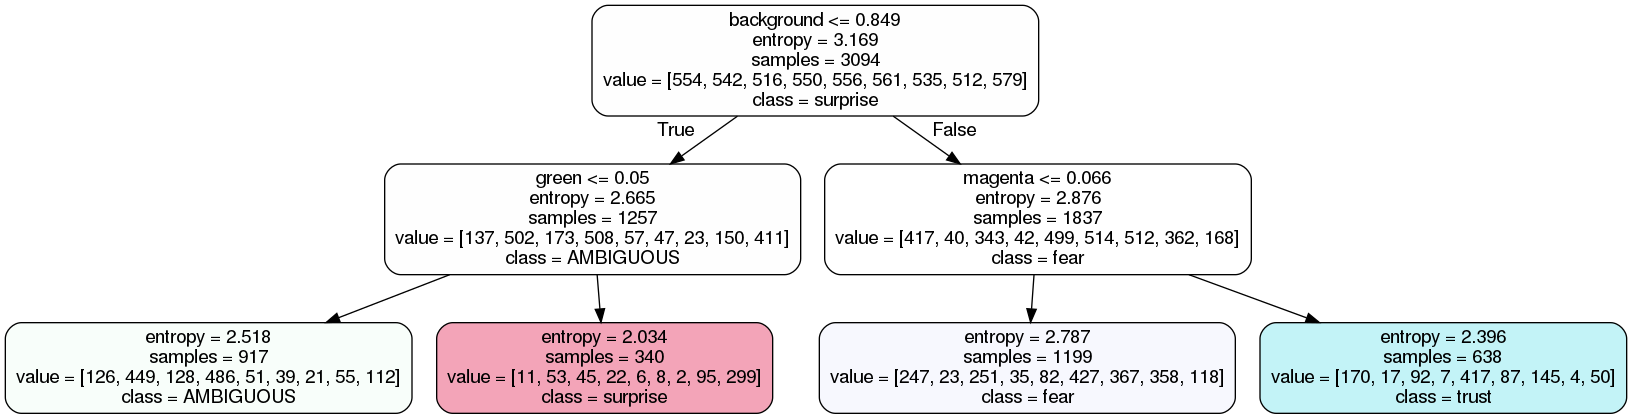 background <= 0.849
entropy = 3.169
samples = 3094
value = [554, 542, 516, 550, 556, 561, 535, 512, 579]
class = surprise
True
False
green <= 0.05
entropy = 2.665
samples = 1257
value = [137, 502, 173, 508, 57, 47, 23, 150, 411]
class = AMBIGUOUS
magenta <= 0.066
entropy = 2.876
samples = 1837
value = [417, 40, 343, 42, 499, 514, 512, 362, 168]
class = fear
entropy = 2.518
samples = 917
value = [126, 449, 128, 486, 51, 39, 21, 55, 112]
class = AMBIGUOUS
entropy = 2.034
samples = 340
value = [11, 53, 45, 22, 6, 8, 2, 95, 299]
class = surprise
entropy = 2.787
samples = 1199
value = [247, 23, 251, 35, 82, 427, 367, 358, 118]
class = fear
entropy = 2.396
samples = 638
value = [170, 17, 92, 7, 417, 87, 145, 4, 50]
class = trust